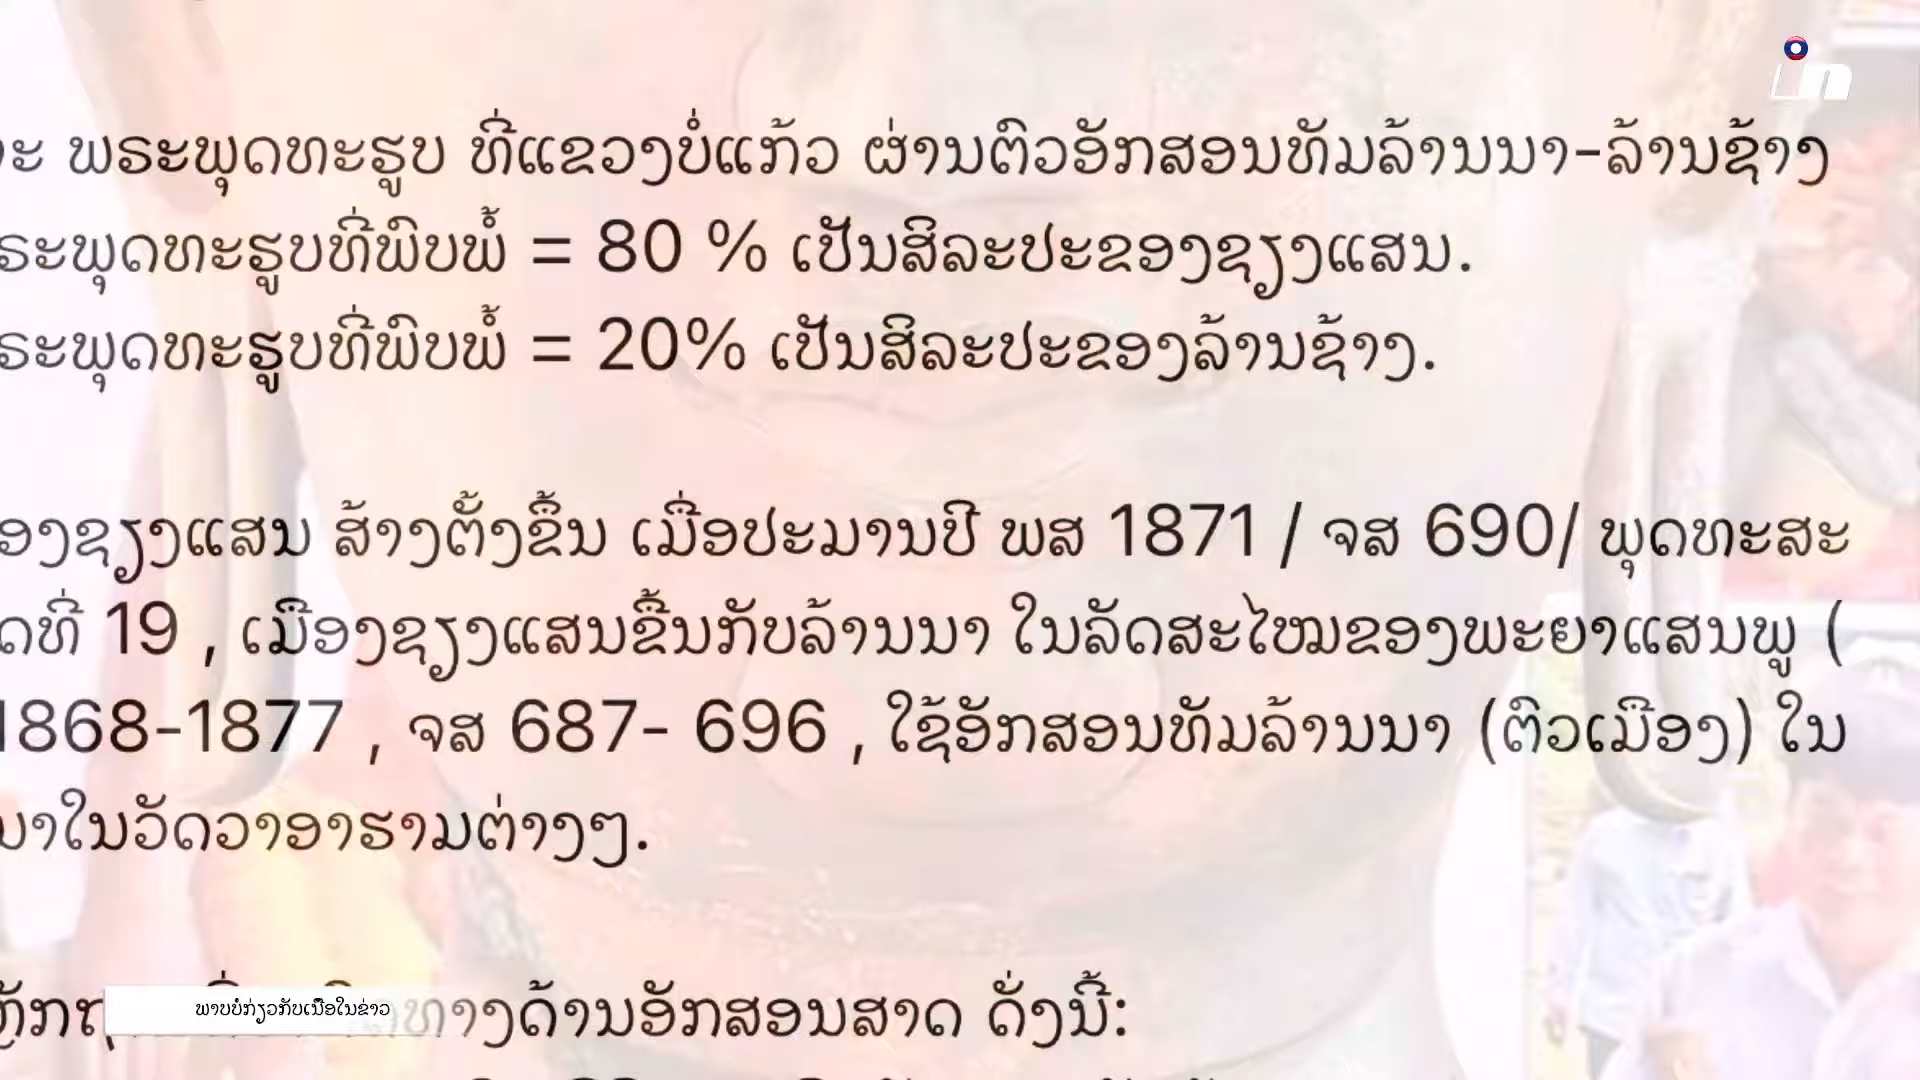 in
ະ ພຣະພຸດທະຮູບ ທີ່ແຂວງບໍ່ແກ້ວ ຜ່ານຕົວອັກສອນທັມລ້ານນາ-ລ້ານຊ້າງ
ຣະພຸດທະຮູບທີ່ພົບພໍ້ = 80 % ເປັນສິລະປະຂອງຊຽງແສນ.
ຣະພຸດທະຮູບທີ່ພົບພໍ້ = 20% ເປັນສິລະປະຂອງລ້ານຊ້າງ.
ອງຊຽງແສນ ສ້າງຕັ້ງຂຶ້ນ ເມື່ອປະມານປີ ພສ 1871 / ຈສ 690/ ພຸດທະສະ
ດທີ່ 19 , ເມືອງຊຽງແສນຂື້ນກັບລ້ານນາ ໃນລັດສະໄໝຂອງພະຍາແສນພູ (
1868-1877 , ຈສ 687- 696 , ໃຊ້ອັກສອນທັມລ້ານນາ (ຕົວເມືອງ) ໃນ
ນາໃນວັດວາອາຮາມຕ່າງໆ.
ທາງດ້ານອັກສອນສາດ ດັ່ງນີ້:
ພາບບໍ່ກ່ຽວກັບເນື້ອໃນຂ່າວ